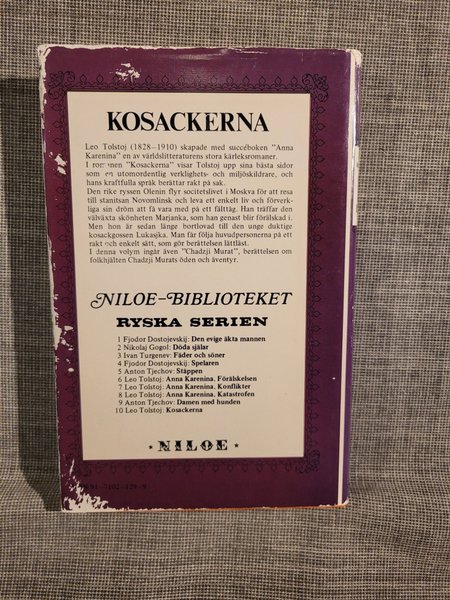 KOSACKERNA
Leo Tolstoj (1828—1910) skapade med succéboken "Anna
Karenina" en av världslitteraturens stora kärleksromaner.
I romanen "Kosackerna" visar Tolstoj upp sina bästa sidor
som en utomordentlig verklighets- och miljöskildrare, och
hans kraftfulla språk berättar rakt på sak.
Den rike ryssen Olenin flyr societslivet i Moskva för att resa
till stanitsan Novomlinsk och leva ett enkelt liv och förverk-
liga sin dröm att få vara med på ett fälttåg. Han träffar den
välväxta skönheten Marjanka, som han genast blir förälskad i.
Men hon är sedan länge bortlovad till den unge duktige
kosackgossen Lukasjka. Man får följa huvudpersonerna på ett
rakt och enkelt sätt, som gör berättelsen lättläst.
I denna volym ingår även "Chadzji Murat", berättelsen om
folkhjälten Chadzji Murats öden och äventyr.
NILOE-BIBLIOTEKET
RYSKA SERIEN
1 Fjodor Dostojevskij: Den evige äkta mannen
2 Nikolaj Gogol: Döda själar
3 Ivan Turgenev: Fäder och söner
4 Fjodor Dostojevskij: Spelaren
5 Anton Tjechov: Stäppen
6 Leo Tolstoj: Anna Karenina. Förälskelsen
7 Leo Tolstoj: Anna Karenina. Konflikter
8 Leo Tolstoj: Anna Karenina. Katastrofen
9 Anton Tjechov: Damen med hunden
10 Leo Tolstoj: Kosackerna
* NILOE *
91-7102-129-9